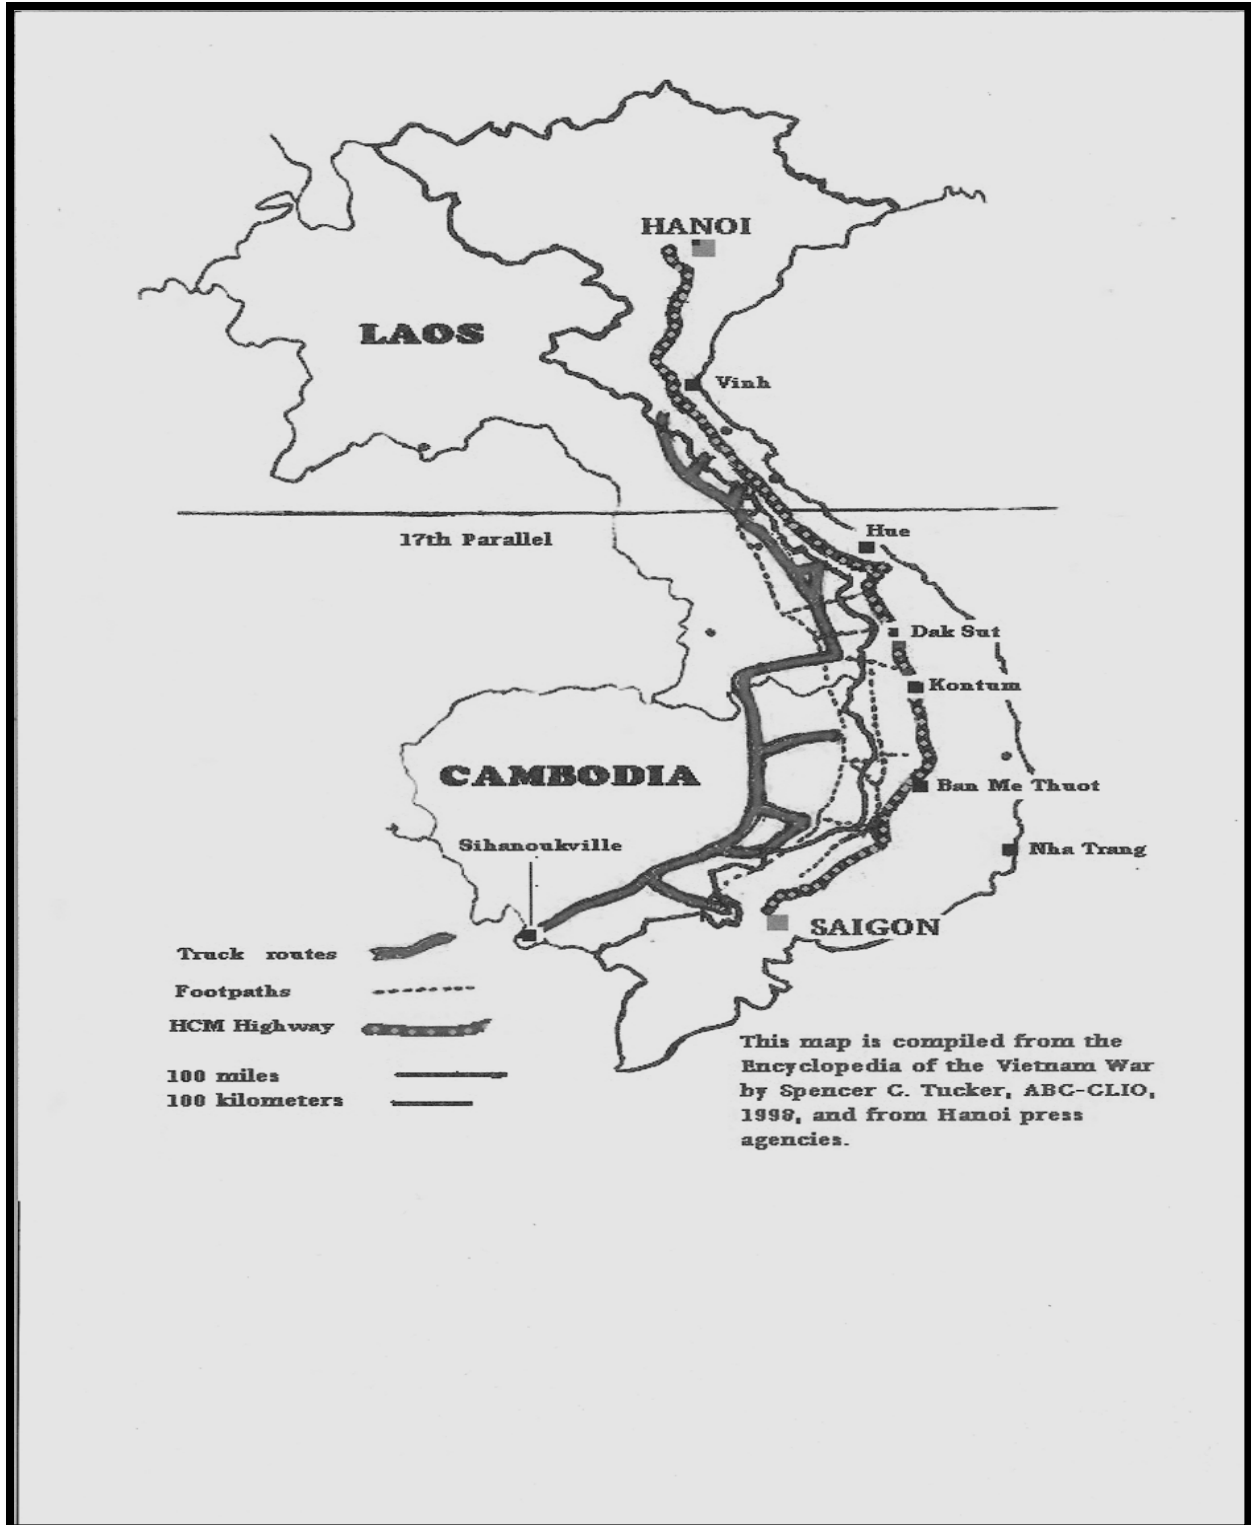 HANOI
LAOS
Vinh
17th Parallel
Hue
Dak Sut
Kontum
CAMBODIA
Ban Me Thuot
Sihanoukville
Nha Trang
SAIGON
Truck routes
Footpaths
HCM Highway
100 miles
100 kilometers
This map is compiled from the
Encyclopedia of the Vietnam War
by Spencer C. Tucker, ABC-CLIO,
1998, and from Hanoi press
agencies.